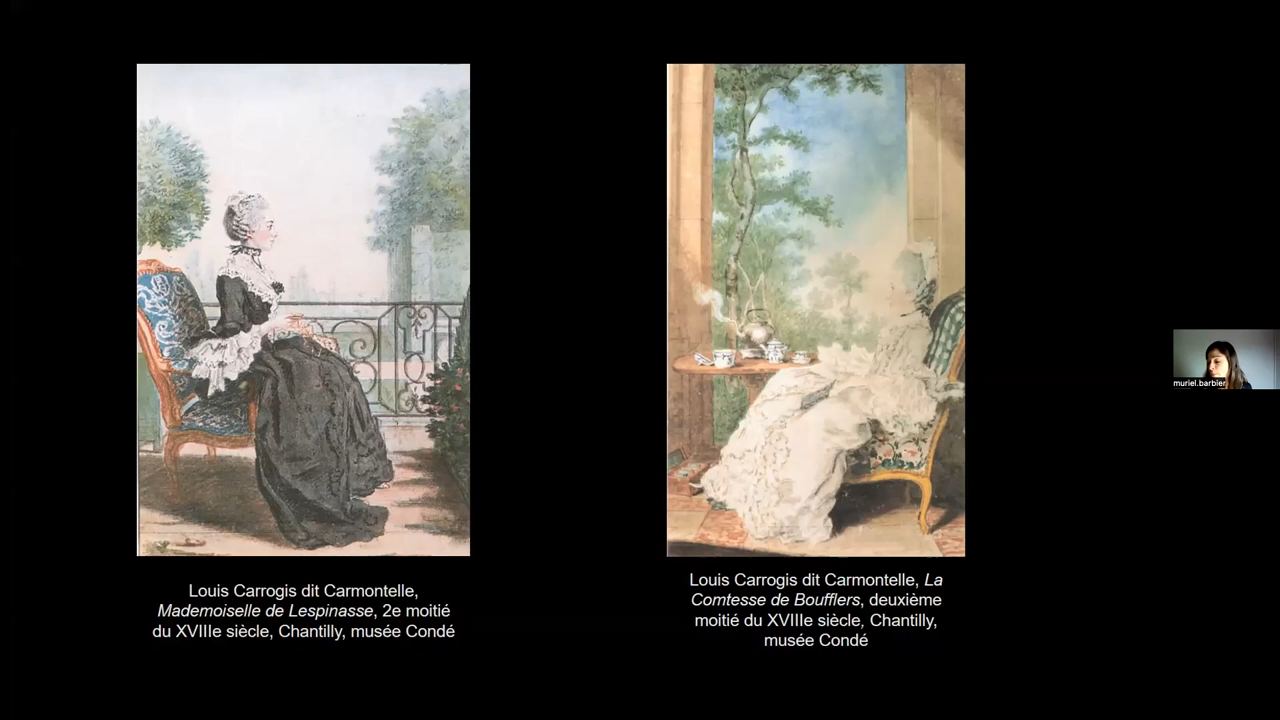 Louis Carrogis dit Carmontelle,
Mademoiselle de Lespinasse, 2e moitié
du XVIIIe siècle, Chantilly, musée Condé
Louis Carrogis dit Carmontelle, La
Comtesse de Boufflers, deuxième
moitié du XVIIIe siècle, Chantilly,
musée Condé
muriel.barbier